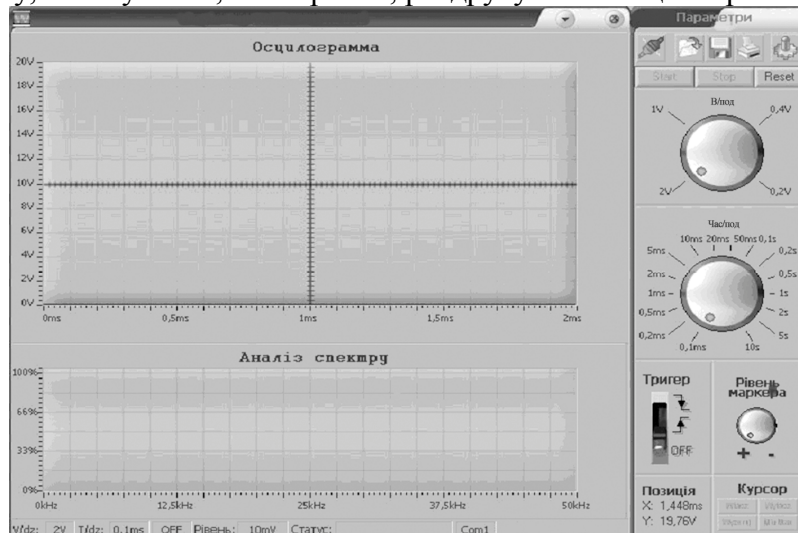 Параметри
Осцилограмма
20V
18V
16V
14V
12V
10V
8V
6V
4V
2V
0V
0ms 0,5ms 1ms 1,5ms 2ms
Аналіз спектру
100%
66%
33%
0%
0kHz 12,5kHz 25kHz 37,5kHz 50kHz
V/dz: 2V T/dz: 0,1ms OFF Рівень: 10mV Статус: Com1
Start Stop Reset
В/под
1V 0,4V
2V 0,2V
Час/под
10ms 20ms 50ms 0,1s
5ms 0,2s
2ms 0,5s
1ms 1s
0,5ms 2s
0,2ms 5s
0,1ms 10s
Тригер
OFF
Рівень
маркера
+ -
Позиція
X: 1,448ms
Y: 19,76V
Курсор